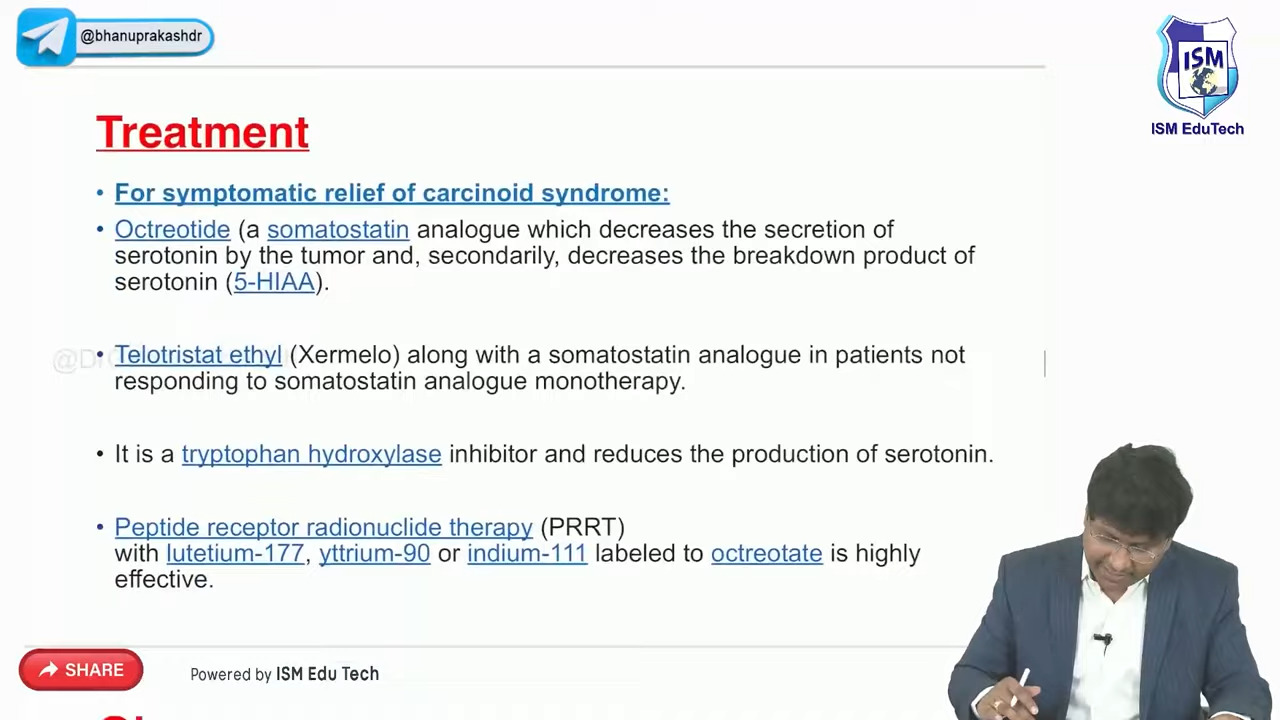 @bhanuprakashdr
ISM
ISM EduTech
Treatment
• For symptomatic relief of carcinoid syndrome:
• Octreotide (a somatostatin analogue which decreases the secretion of
serotonin by the tumor and, secondarily, decreases the breakdown product of
serotonin (5-HIAA).
• Telotristat ethyl (Xermelo) along with a somatostatin analogue in patients not
responding to somatostatin analogue monotherapy.
• It is a tryptophan hydroxylase inhibitor and reduces the production of serotonin.
• Peptide receptor radionuclide therapy (PRRT)
with lutetium-177, yttrium-90 or indium-111 labeled to octreotate is highly
effective.
SHARE
Powered by ISM Edu Tech